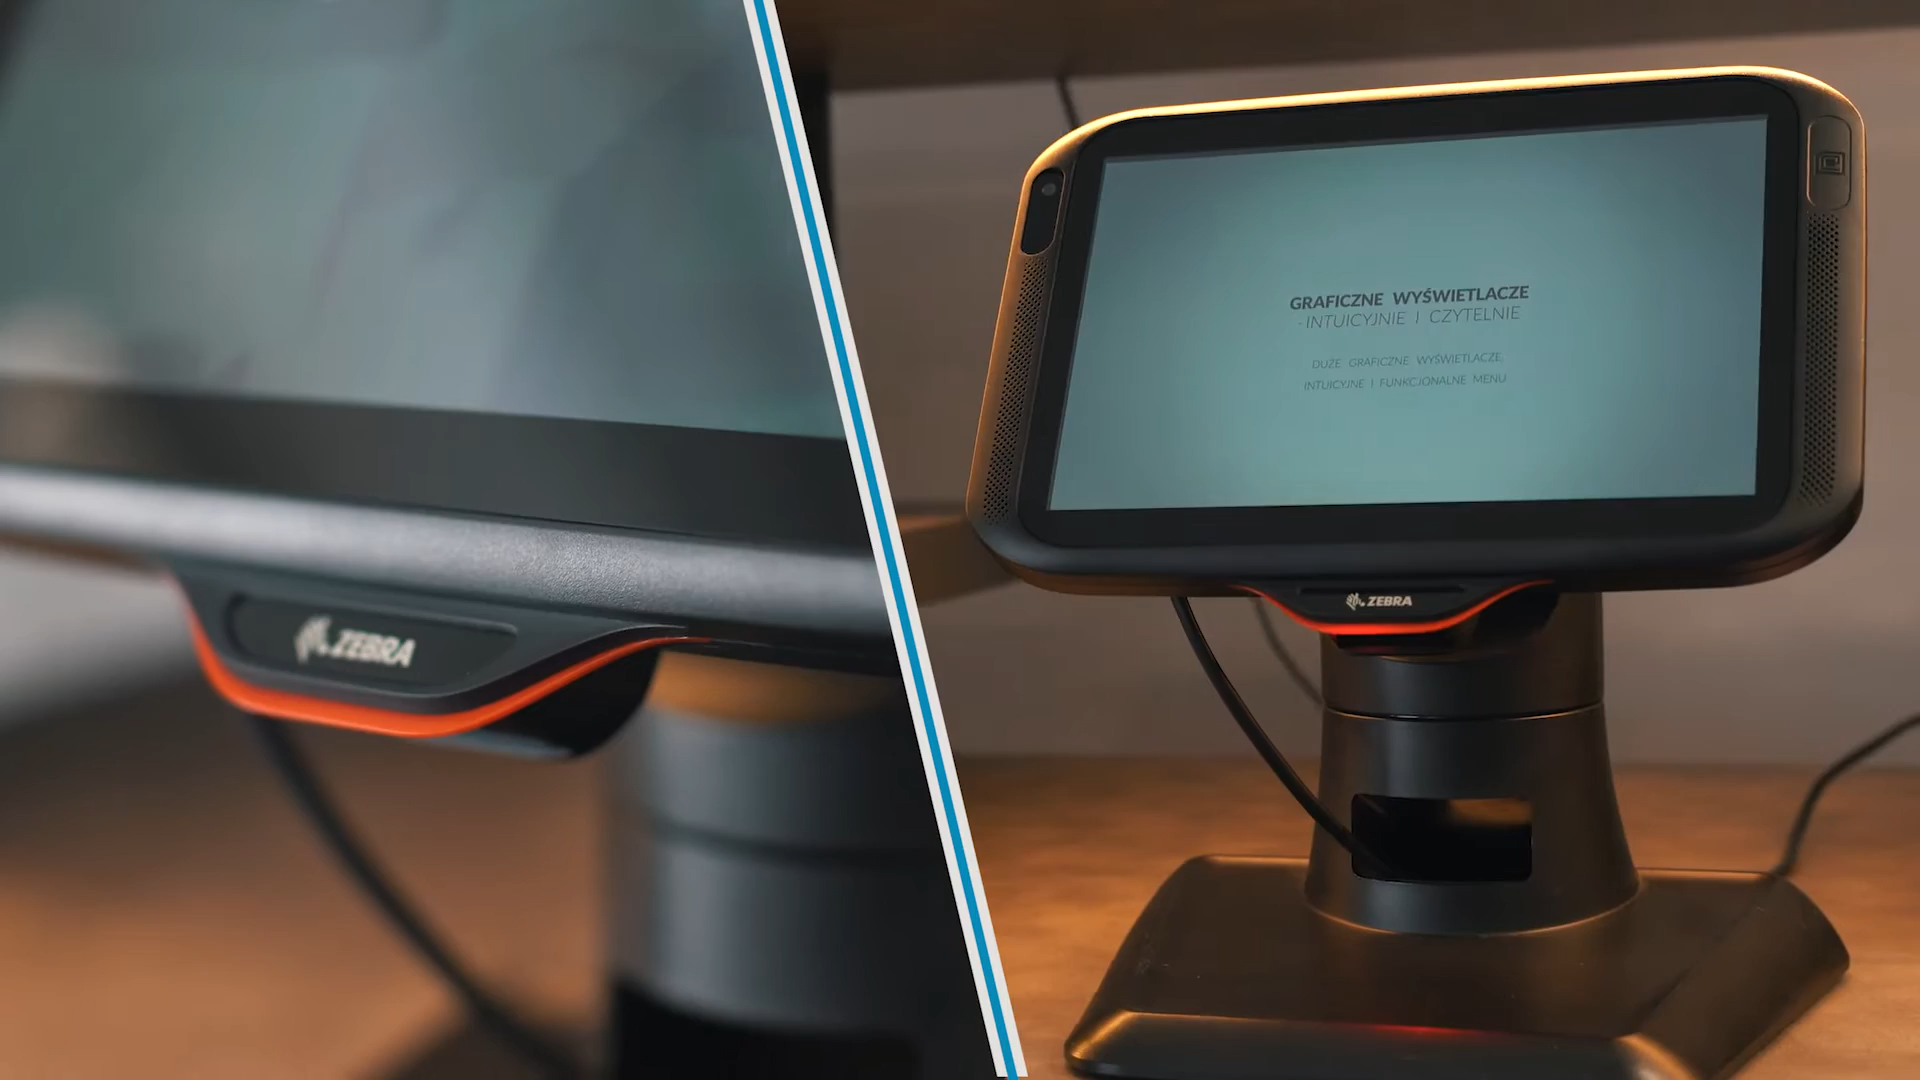 ZEBRA
GRAFICZNE WYŚWIETLACZE
- INTUICYJNIE I CZYTELNIE
DUŻE GRAFICZNE WYŚWIETLACZE,
INTUICYJNE I FUNKCJONALNE MENU
ZEBRA